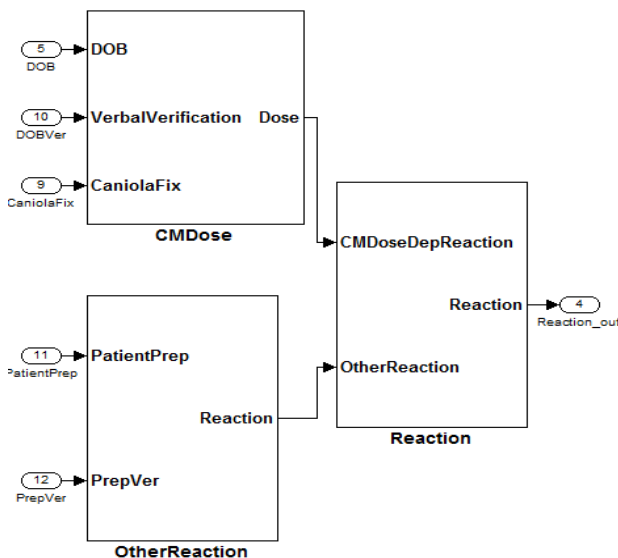 5
DOB
DOB
10
VerbalVerification
Dose
DOBVer
9
CaniolaFix
CaniolaFix
CMDose
CMDoseDepReaction
Reaction
4
Reaction_out
OtherReaction
Reaction
11
PatientPrep
PatientPrep
Reaction
12
PrepVer
PrepVer
OtherReaction